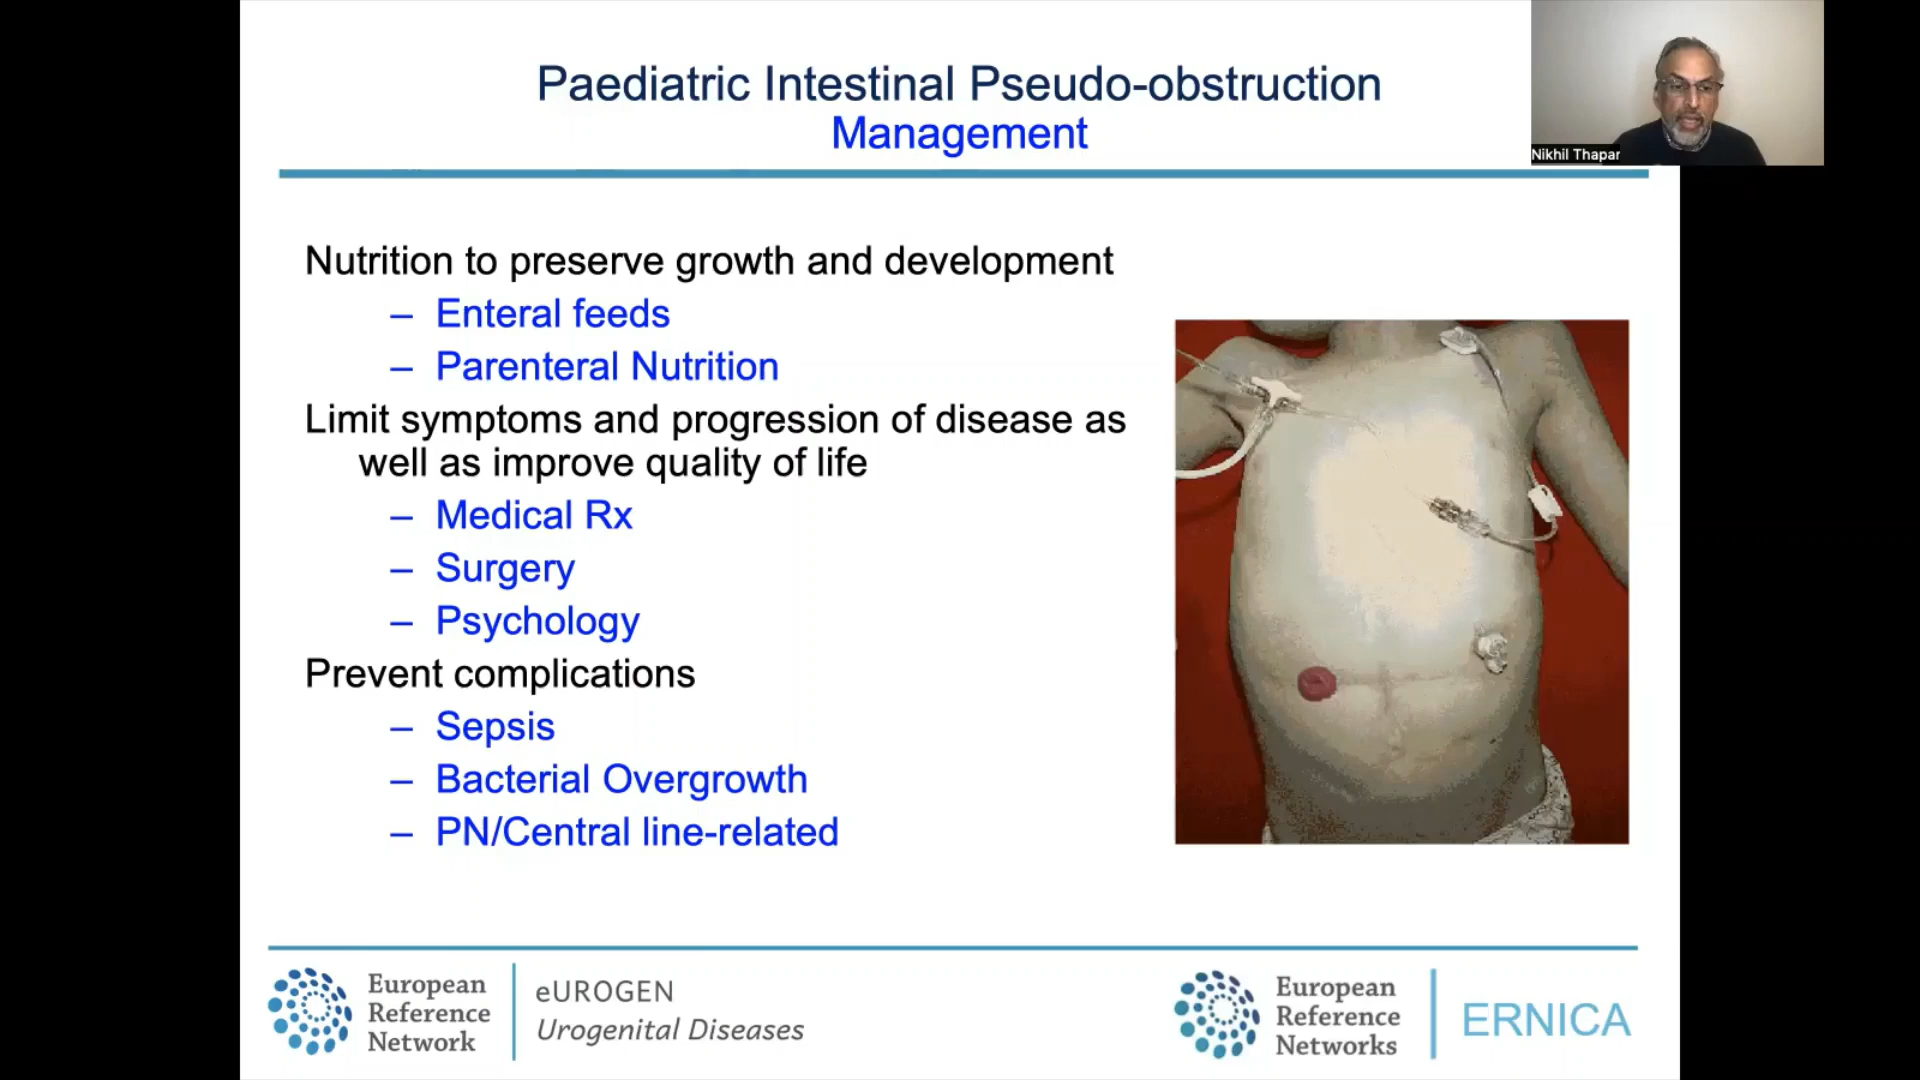 Paediatric Intestinal Pseudo-obstruction
Management
Nikhil Thapar
Nutrition to preserve growth and development
– Enteral feeds
– Parenteral Nutrition
Limit symptoms and progression of disease as
well as improve quality of life
– Medical Rx
– Surgery
– Psychology
Prevent complications
– Sepsis
– Bacterial Overgrowth
– PN/Central line-related
European
Reference
Network
eUROGEN
Urogenital Diseases
European
Reference
Networks
ERNICA